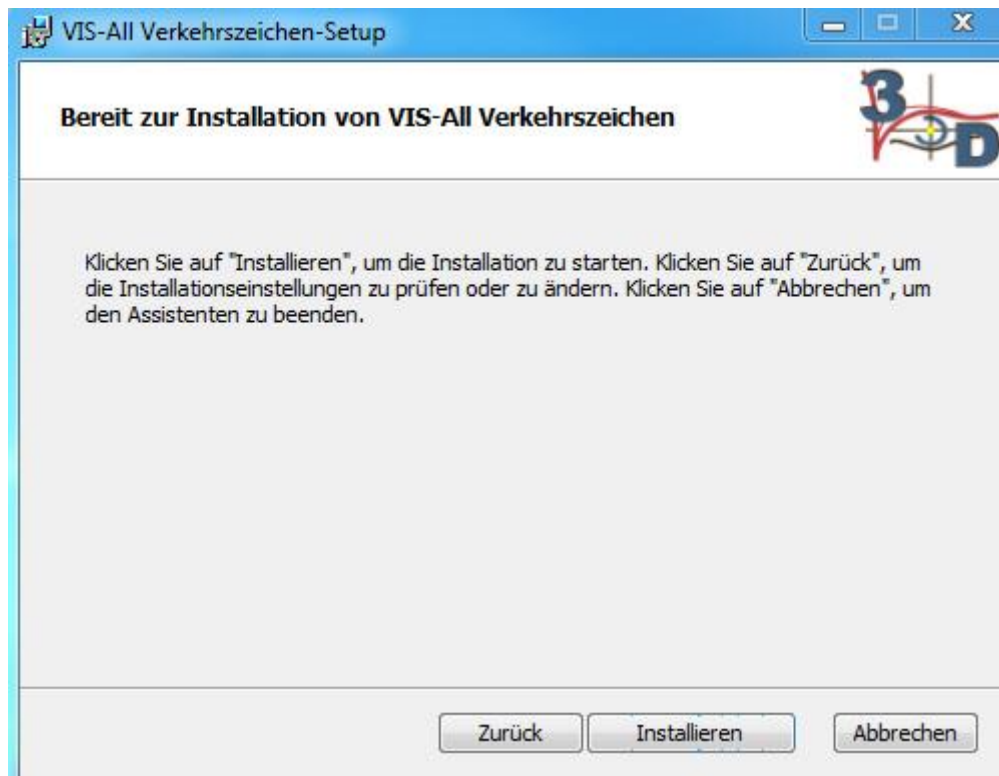 VIS-All Verkehrszeichen-Setup
Bereit zur Installation von VIS-All Verkehrszeichen
3D
Klicken Sie auf "Installieren", um die Installation zu starten. Klicken Sie auf "Zurück", um
die Installationseinstellungen zu prüfen oder zu ändern. Klicken Sie auf "Abbrechen", um
den Assistenten zu beenden.
Zurück
Installieren
Abbrechen